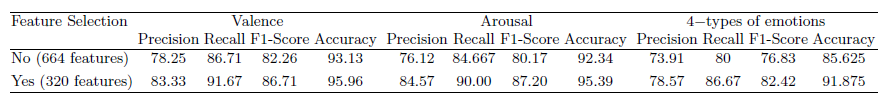 Feature Selection Valence Arousal 4−types of emotions
Precision Recall F1-Score Accuracy Precision Recall F1-Score Accuracy Precision Recall F1-Score Accuracy
No (664 features) 78.25 86.71 82.26 93.13 76.12 84.667 80.17 92.34 73.91 80 76.83 85.625
Yes (320 features) 83.33 91.67 86.71 95.96 84.57 90.00 87.20 95.39 78.57 86.67 82.42 91.875